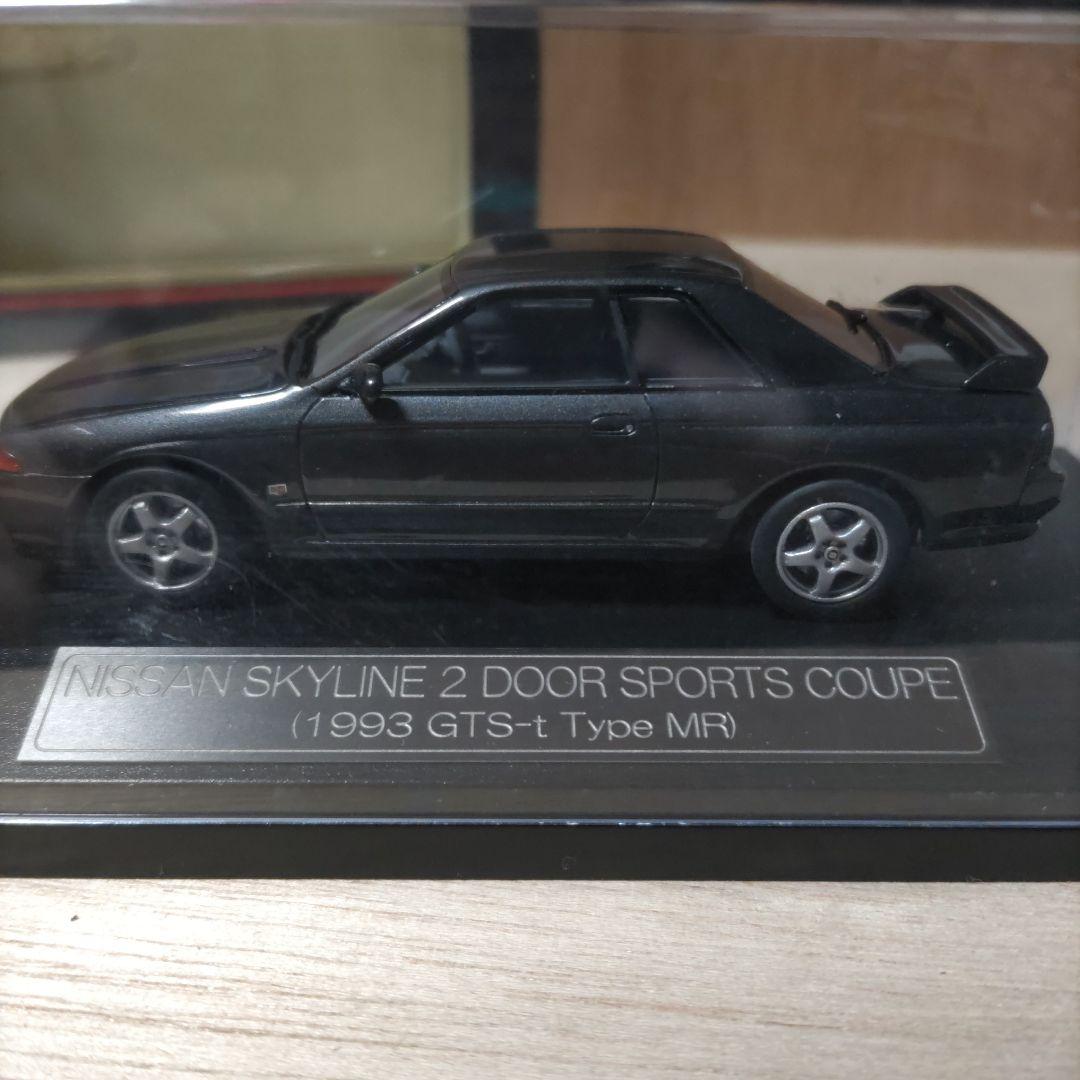 NISSAN SKYLINE 2 DOOR SPORTS COUPE
(1993 GTS-t Type MR)